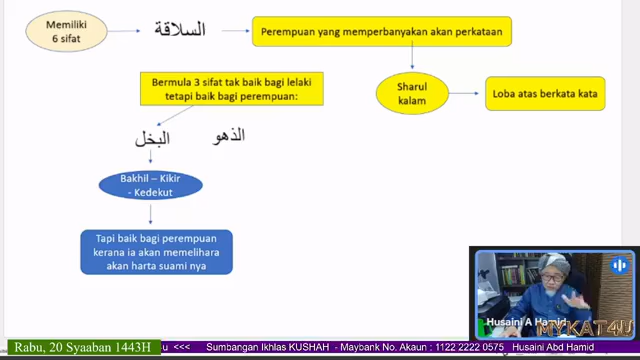 Memiliki
6 sifat
السلاقة
Perempuan yang memperbanyakan akan perkataan
Bermula 3 sifat tak baik bagi lelaki
tetapi baik bagi perempuan:
Sharul
kalam
Loba atas berkata kata
البخل
الذهو
Bakhil – Kikir
- Kedekut
Tapi baik bagi perempuan
kerana ia akan memelihara
akan harta suami nya
Husaini A Hamid
MYKAT4U
Rabu, 20 Syaaban 1443H
u <<< Sumbangan Ikhlas KUSHAH - Maybank No. Akaun : 1122 2222 0575 Husaini Abd Hamid